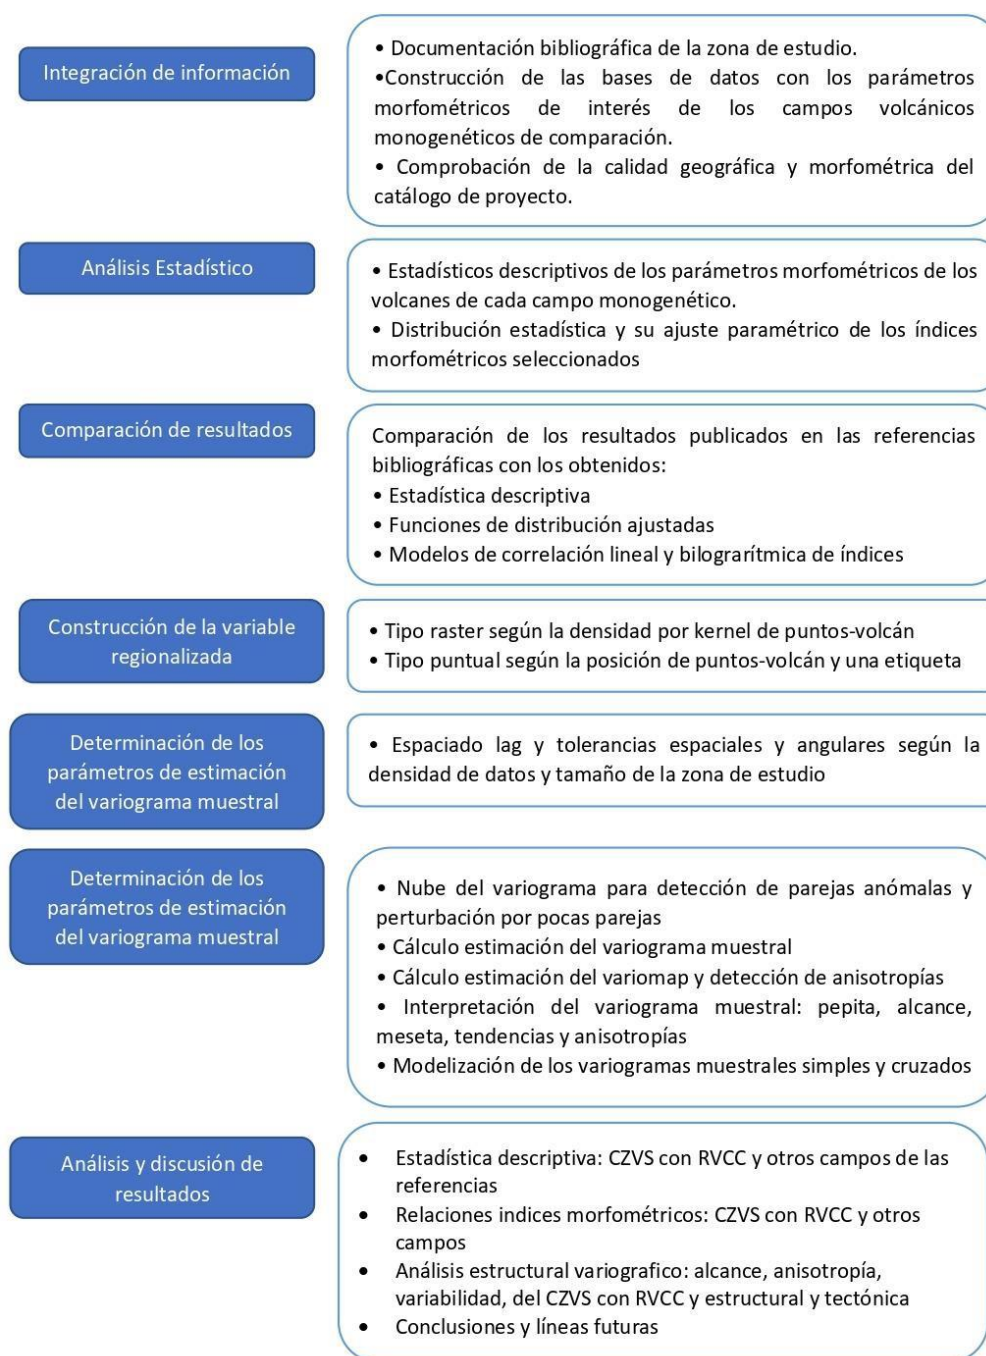 Integración de información
• Documentación bibliográfica de la zona de estudio.
•Construcción de las bases de datos con los parámetros
morfométricos de interés de los campos volcánicos
monogenéticos de comparación.
• Comprobación de la calidad geográfica y morfométrica del
catálogo de proyecto.
Análisis Estadístico
• Estadísticos descriptivos de los parámetros morfométricos de los
volcanes de cada campo monogenético.
• Distribución estadística y su ajuste paramétrico de los índices
morfométricos seleccionados
Comparación de resultados
Comparación de los resultados publicados en las referencias
bibliográficas con los obtenidos:
• Estadística descriptiva
• Funciones de distribución ajustadas
• Modelos de correlación lineal y bilograrítmica de índices
Construcción de la variable
regionalizada
• Tipo raster según la densidad por kernel de puntos-volcán
• Tipo puntual según la posición de puntos-volcán y una etiqueta
Determinación de los
parámetros de estimación
del variograma muestral
• Espaciado lag y tolerancias espaciales y angulares según la
densidad de datos y tamaño de la zona de estudio
Determinación de los
parámetros de estimación
del variograma muestral
• Nube del variograma para detección de parejas anómalas y
perturbación por pocas parejas
• Cálculo estimación del variograma muestral
• Cálculo estimación del variomap y detección de anisotropías
• Interpretación del variograma muestral: pepita, alcance,
meseta, tendencias y anisotropías
• Modelización de los variogramas muestrales simples y cruzados
Análisis y discusión de
resultados
• Estadística descriptiva: CZVS con RVCC y otros campos de las
referencias
• Relaciones indices morfométricos: CZVS con RVCC y otros
campos
• Análisis estructural variografico: alcance, anisotropía,
variabilidad, del CZVS con RVCC y estructural y tectónica
• Conclusiones y líneas futuras